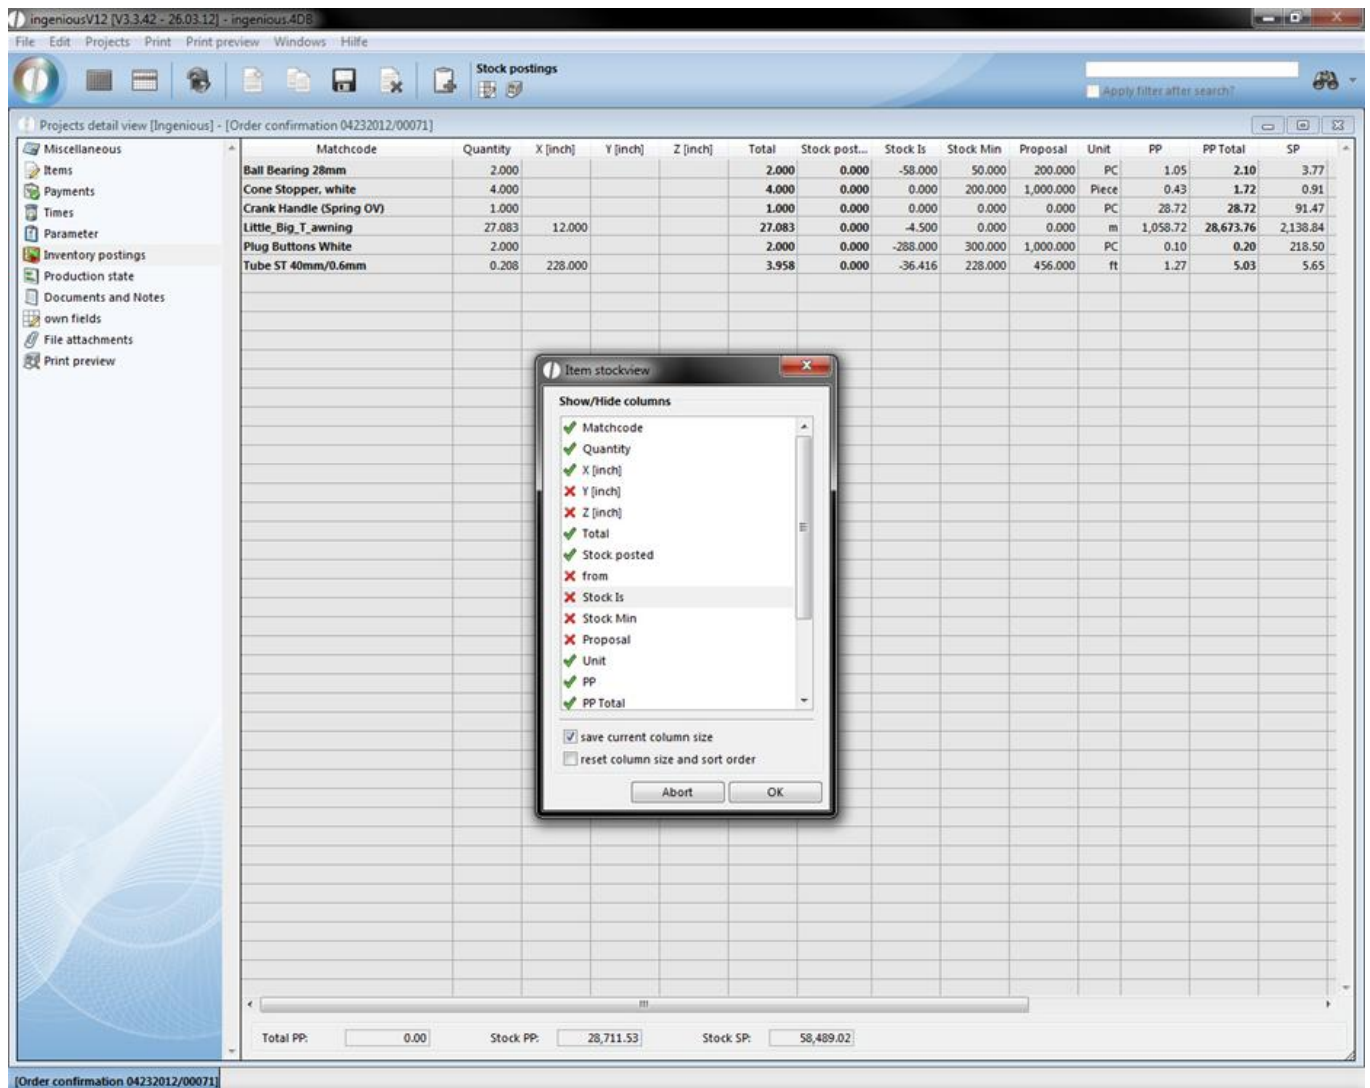 ingeniousV12 [V3.3.42 - 26.03.12] - ingenious.4DB
File Edit Projects Print Print preview Windows Hilfe
Stock postings
Apply filter after search?
Projects detail view [Ingenious] - [Order confirmation 04232012/00071]
Miscellaneous
Items
Payments
Times
Parameter
Inventory postings
Production state
Documents and Notes
own fields
File attachments
Print preview
Matchcode Quantity X [inch] Y [inch] Z [inch] Total Stock post... Stock Is Stock Min Proposal Unit PP PP Total SP
Ball Bearing 28mm 2.000 2.000 0.000 -58.000 50.000 200.000 PC 1.05 2.10 3.77
Cone Stopper, white 4.000 4.000 0.000 0.000 200.000 1,000.000 Piece 0.43 1.72 0.91
Crank Handle (Spring OV) 1.000 1.000 0.000 0.000 0.000 0.000 PC 28.72 28.72 91.47
Little_Big_T_awning 27.083 12.000 27.083 0.000 -4.500 0.000 0.000 m 1,058.72 28,673.76 2,138.84
Plug Buttons White 2.000 2.000 0.000 -288.000 300.000 1,000.000 PC 0.10 0.20 218.50
Tube ST 40mm/0.6mm 0.208 228.000 3.958 0.000 -36.416 228.000 456.000 ft 1.27 5.03 5.65
Item stockview
Show/Hide columns
Matchcode
Quantity
X [inch]
Y [inch]
Z [inch]
Total
Stock posted
from
Stock Is
Stock Min
Proposal
Unit
PP
PP Total
save current column size
reset column size and sort order
Abort OK
Total PP: 0.00 Stock PP: 28,711.53 Stock SP: 58,489.02
[Order confirmation 04232012/00071]